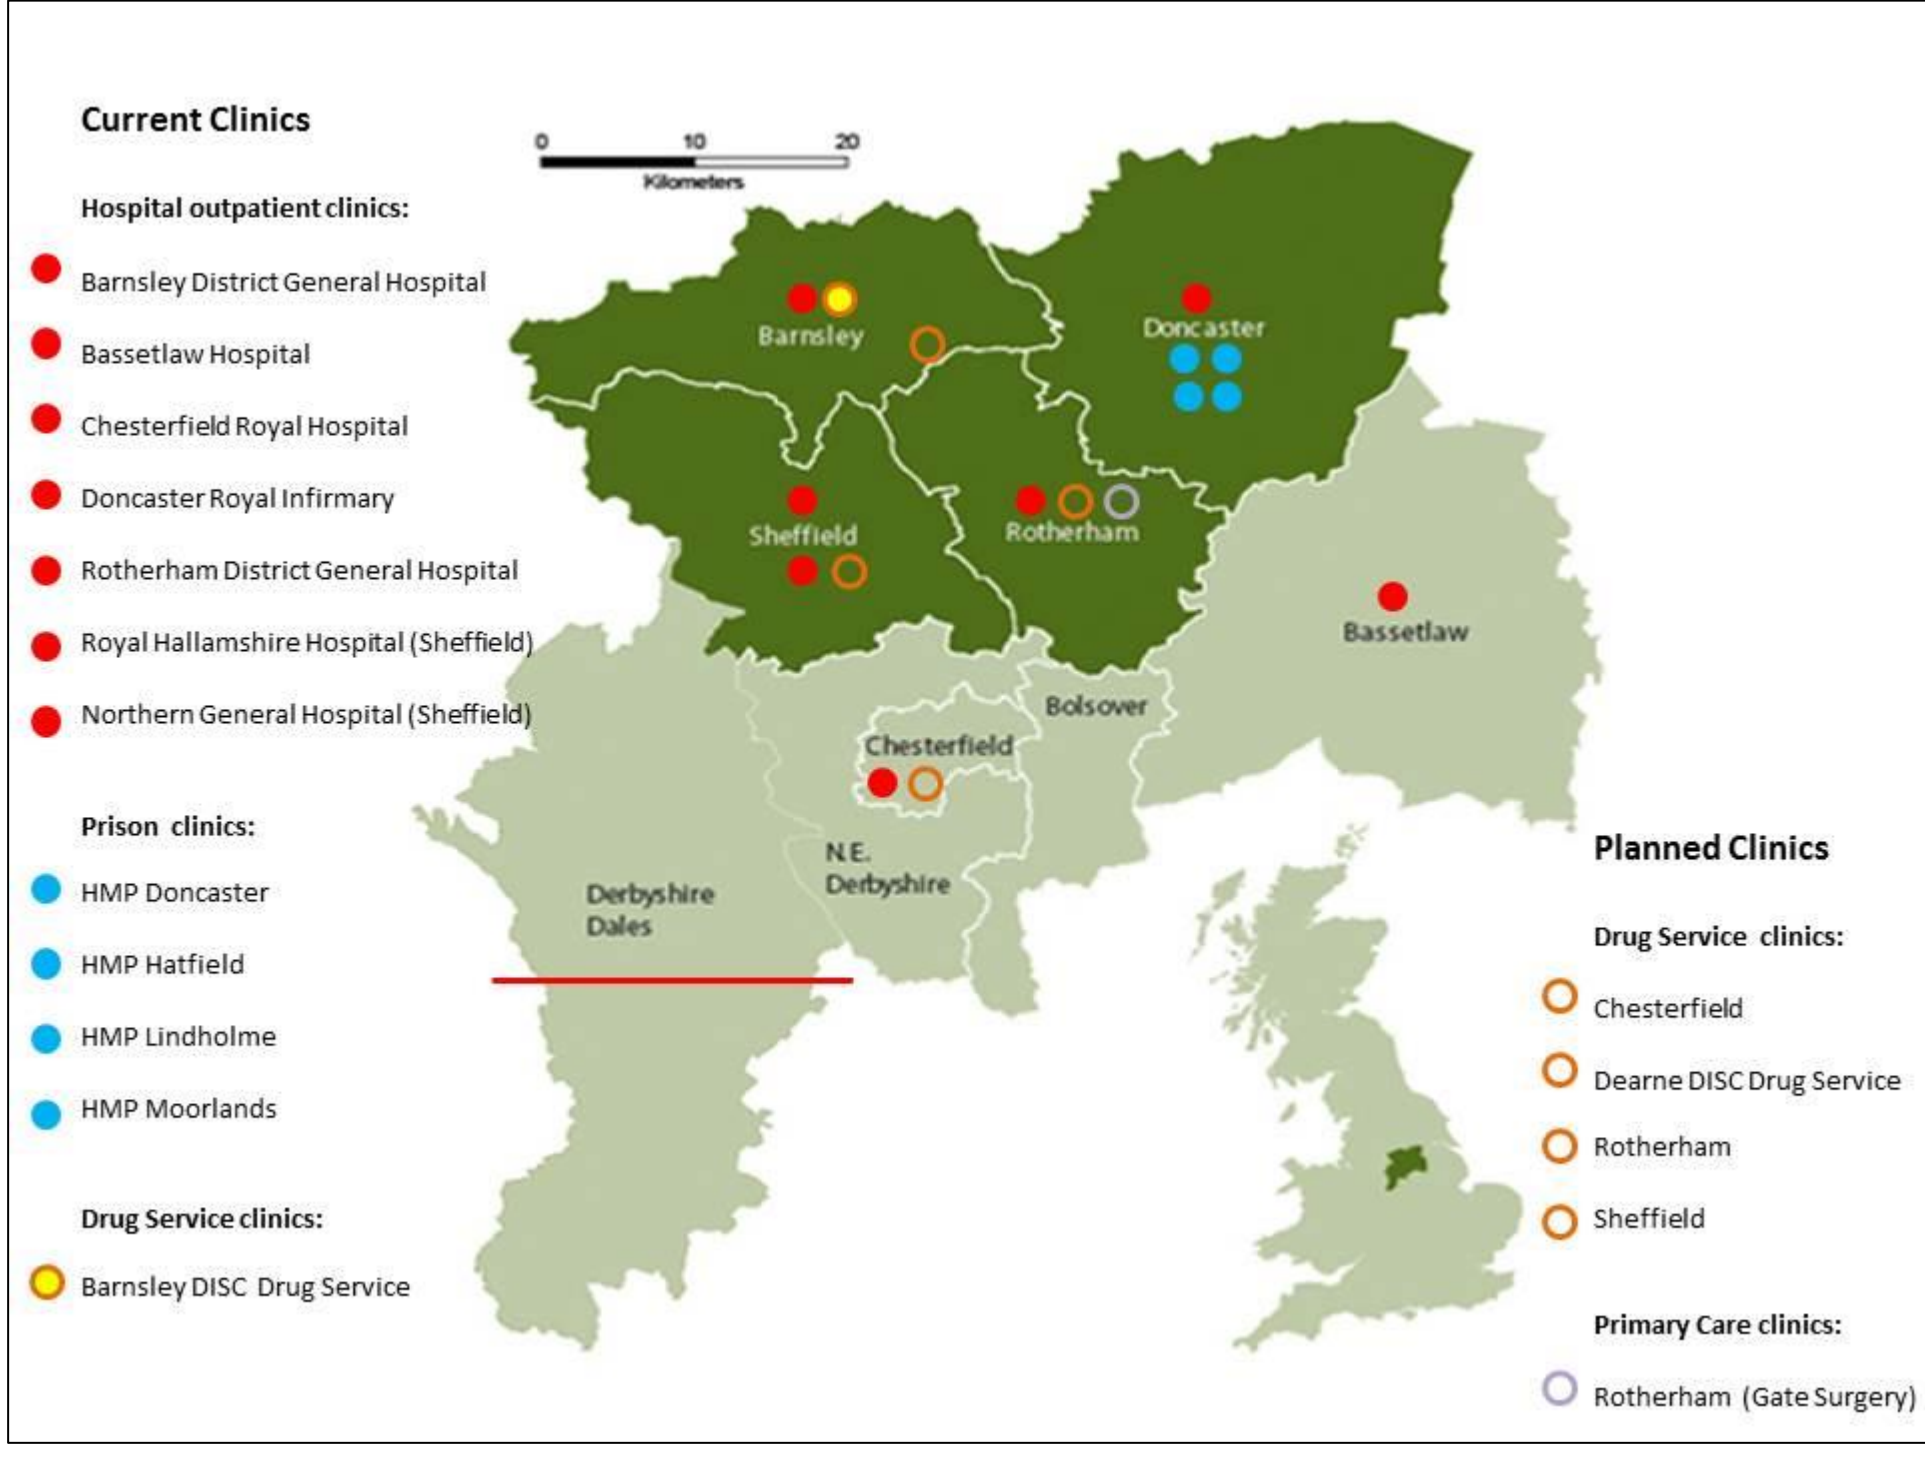 Current Clinics
Hospital outpatient clinics:
Barnsley District General Hospital
Bassetlaw Hospital
Chesterfield Royal Hospital
Doncaster Royal Infirmary
Rotherham District General Hospital
Royal Hallamshire Hospital (Sheffield)
Northern General Hospital (Sheffield)
Prison clinics:
HMP Doncaster
HMP Hatfield
HMP Lindholme
HMP Moorlands
Drug Service clinics:
Barnsley DISC Drug Service
0 10 20
Kilometers
Barnsley
Doncaster
Sheffield
Rotherham
Bassetlaw
Bolsover
Chesterfield
N.E.
Derbyshire
Derbyshire
Dales
Planned Clinics
Drug Service clinics:
Chesterfield
Dearne DISC Drug Service
Rotherham
Sheffield
Primary Care clinics:
Rotherham (Gate Surgery)